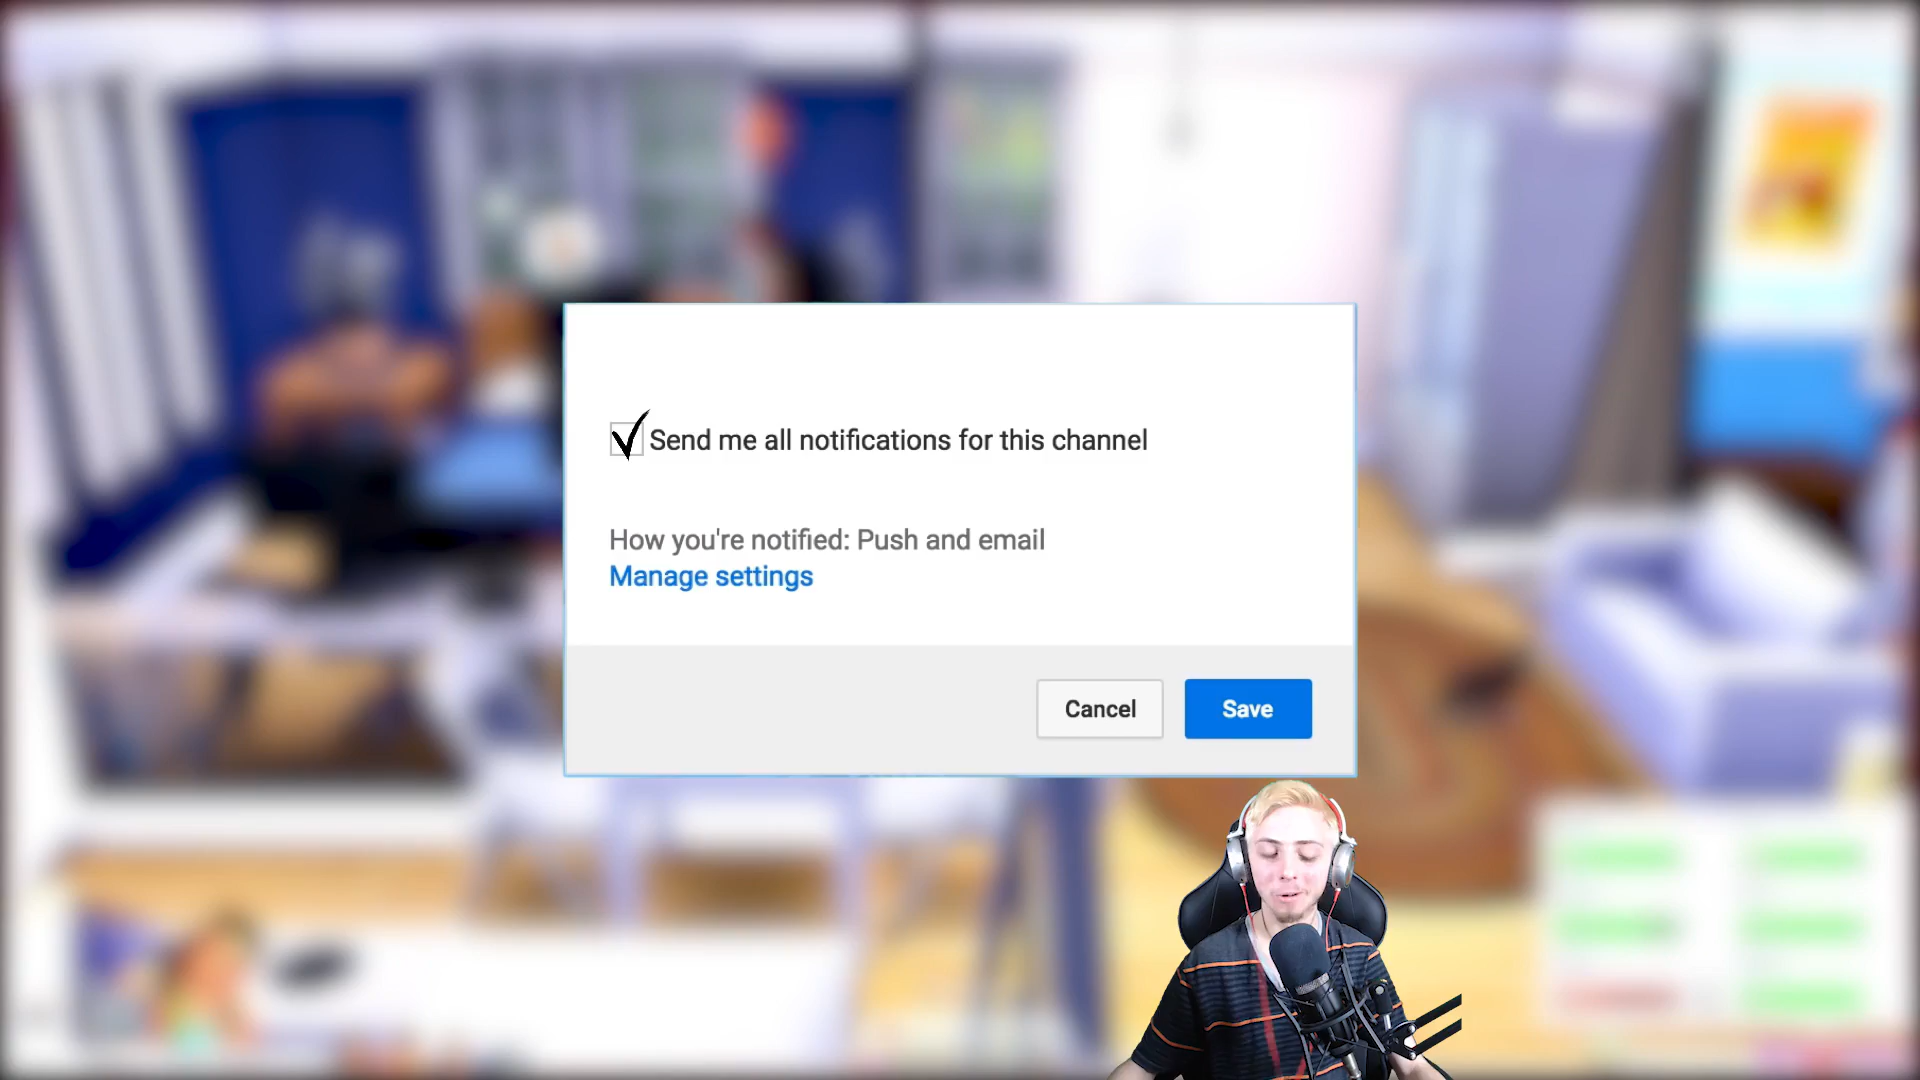 Send me all notifications for this channel
How you're notified: Push and email
Manage settings
Cancel
Save